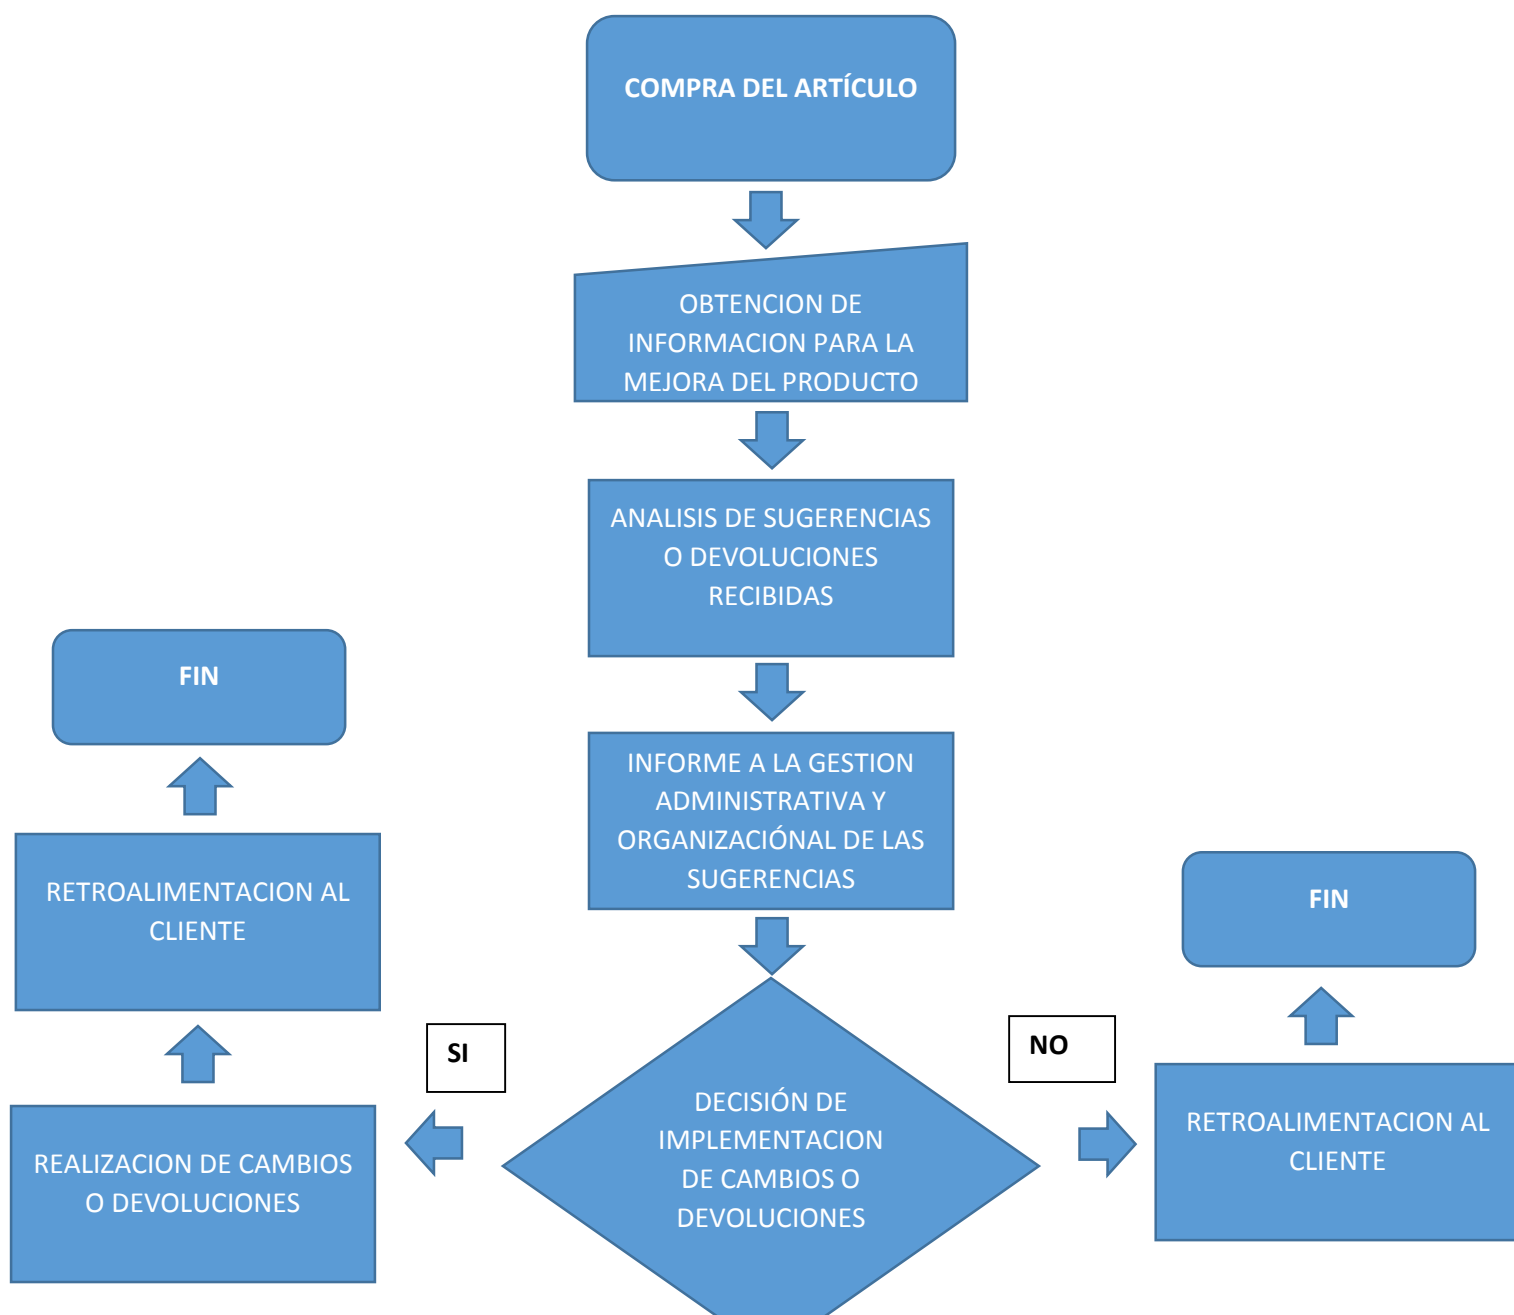 COMPRA DEL ARTÍCULO
OBTENCION DE
INFORMACION PARA LA
MEJORA DEL PRODUCTO
ANALISIS DE SUGERENCIAS
O DEVOLUCIONES
RECIBIDAS
INFORME A LA GESTION
ADMINISTRATIVA Y
ORGANIZACIÓNAL DE LAS
SUGERENCIAS
DECISIÓN DE
IMPLEMENTACION
DE CAMBIOS O
DEVOLUCIONES
SI
REALIZACION DE CAMBIOS
O DEVOLUCIONES
RETROALIMENTACION AL
CLIENTE
FIN
NO
RETROALIMENTACION AL
CLIENTE
FIN